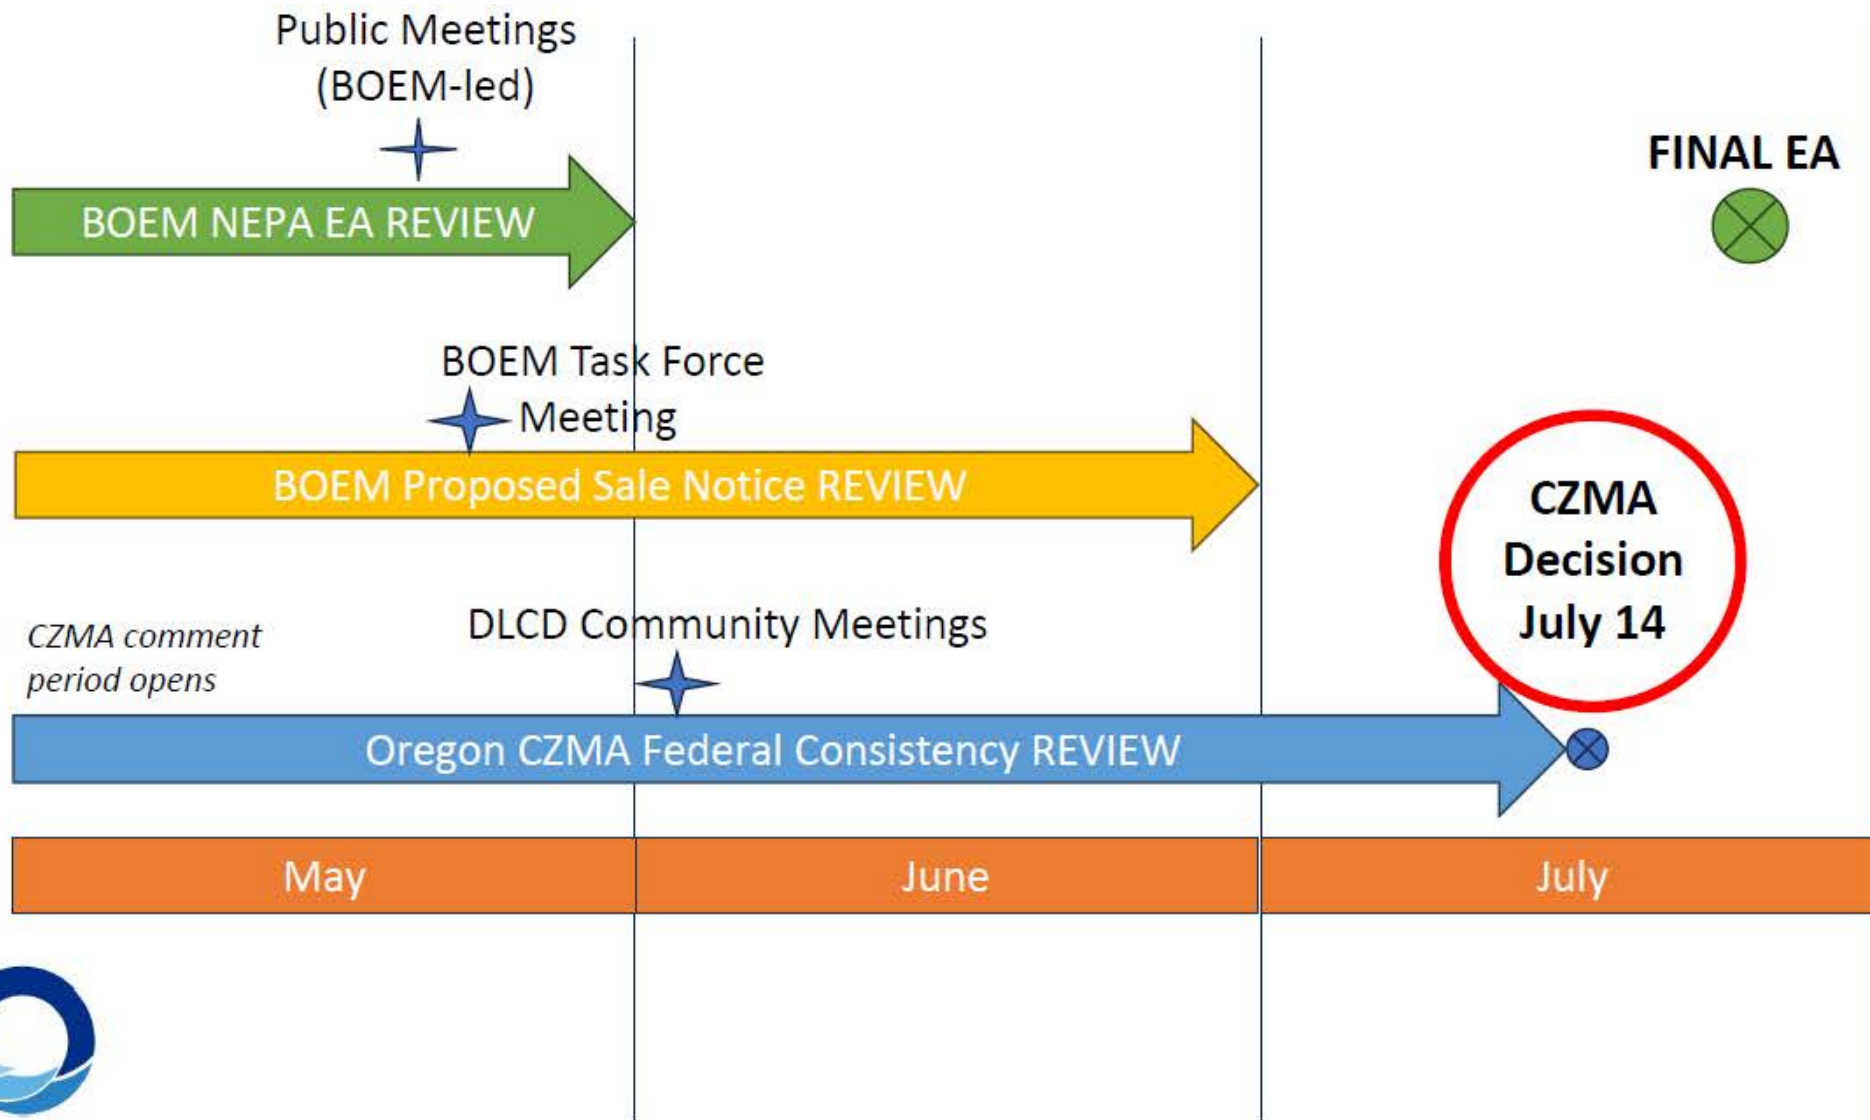 Public Meetings
(BOEM-led)
FINAL EA
BOEM NEPA EA REVIEW
BOEM Task Force
Meeting
BOEM Proposed Sale Notice REVIEW
CZMA
Decision
July 14
CZMA comment
period opens
DLCD Community Meetings
Oregon CZMA Federal Consistency REVIEW
May
June
July